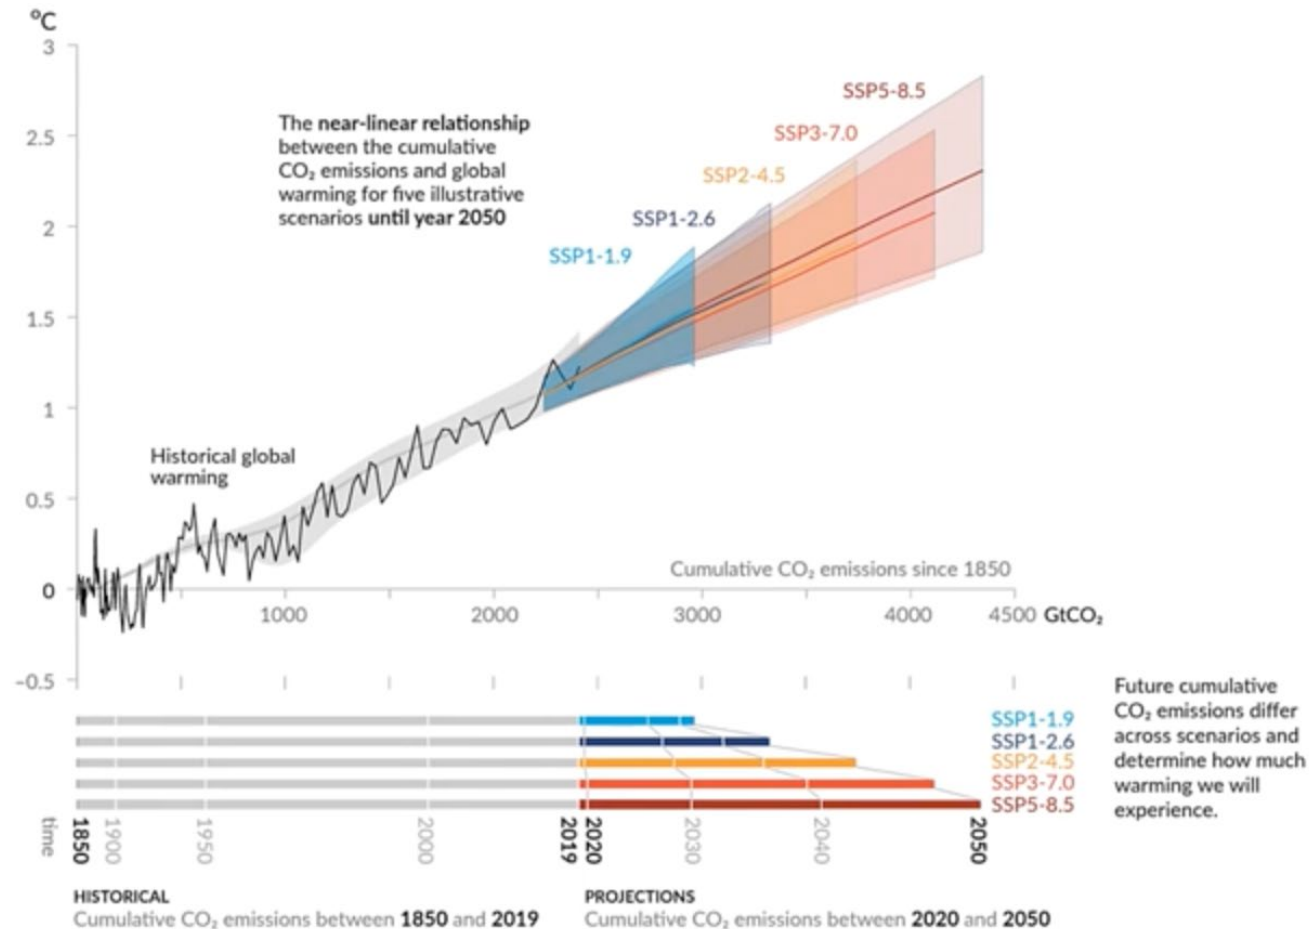 °C
3
SSP5-8.5
The near-linear relationship
between the cumulative
CO₂ emissions and global
warming for five illustrative
scenarios until year 2050
SSP3-7.0
2.5
SSP2-4.5
SSP1-2.6
2
SSP1-1.9
1.5
1
Historical global
warming
0.5
Cumulative CO₂ emissions since 1850
0
1000
2000
3000
4000
4500 GtCO₂
-0.5
Future cumulative
CO₂ emissions differ
across scenarios and
determine how much
warming we will
experience.
SSP1-1.9
SSP1-2.6
SSP2-4.5
SSP3-7.0
SSP5-8.5
time
1850
1900
1950
2000
2019
2020
2030
2040
2050
HISTORICAL
Cumulative CO₂ emissions between 1850 and 2019
PROJECTIONS
Cumulative CO₂ emissions between 2020 and 2050